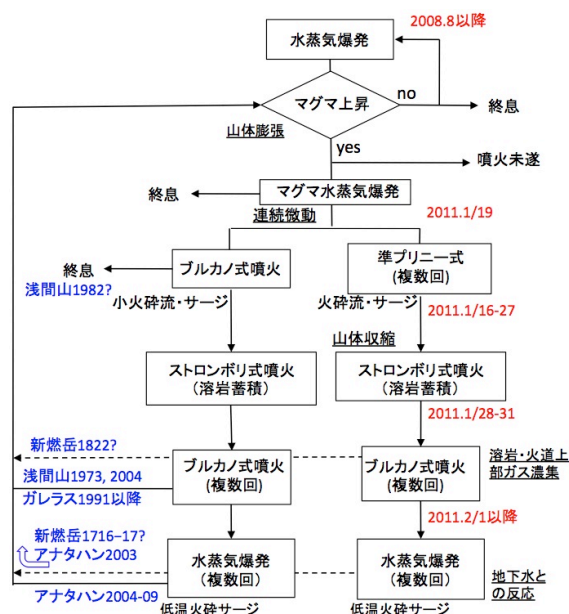 2008.8以降
水蒸気爆発
マグマ上昇
no
終息
山体膨張
yes
噴火未遂
終息
マグマ水蒸気爆発
連続微動
2011.1/19
終息
ブルカノ式噴火
準プリニー式
(複数回)
浅間山1982?
小火砕流・サージ
火砕流・サージ
2011.1/16-27
山体収縮
ストロンボリ式噴火
(溶岩蓄積)
ストロンボリ式噴火
(溶岩蓄積)
2011.1/28-31
新燃岳1822?
浅間山1973, 2004
ガレラス1991以降
ブルカノ式噴火
(複数回)
ブルカノ式噴火
(複数回)
溶岩・火道上
部ガス濃集
2011.2/1以降
新燃岳1716-17?
アナタハン2003
水蒸気爆発
(複数回)
水蒸気爆発
(複数回)
地下水と
の反応
アナタハン2004-09
低温火砕サージ
低温火砕サージ